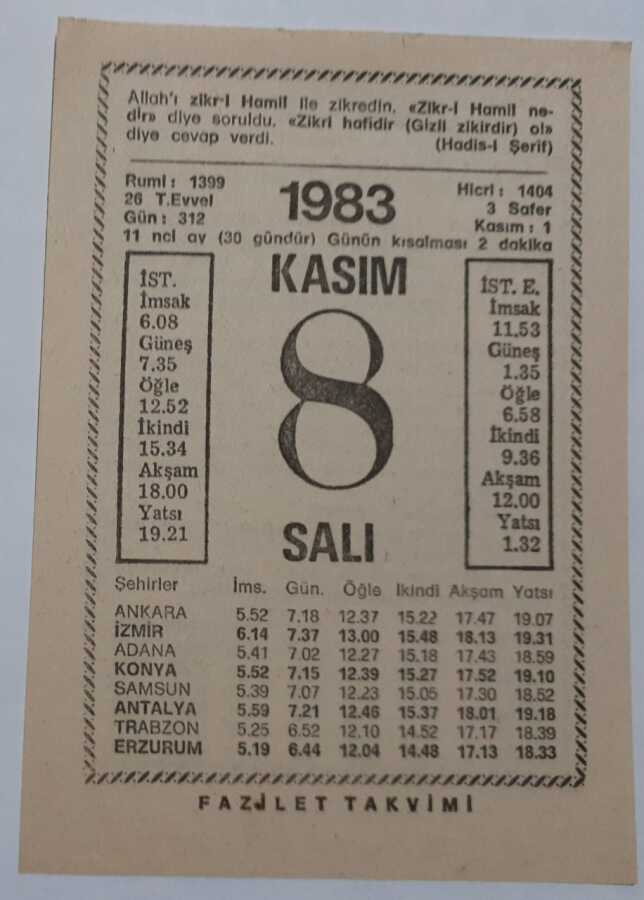 Allah'ı zikr-i Hamil ile zikredin. «Zikr-i Hamil ne-
dir» diye soruldu. «Zikri hafidir (Gizli zikirdir) o!»
diye cevap verdi. (Hadis-i Şerif)
Rumi: 1399 1983 Hicri: 1404
26 T.Evvel 3 Safer
Gün: 312 Kasım: 1
11 nci ay (30 gündür) Günün kısalması 2 dakika
KASIM
8
SALI
İST.
İmsak
6.08
Güneş
7.35
Öğle
12.52
İkindi
15.34
Akşam
18.00
Yatsı
19.21
İST. E.
İmsak
11.53
Güneş
1.35
Öğle
6.58
İkindi
9.36
Akşam
12.00
Yatsı
1.32
Şehirler İms. Gün. Öğle İkindi Akşam Yatsı
ANKARA 5.52 7.18 12.37 15.22 17.47 19.07
İZMİR 6.14 7.37 13.00 15.48 18.13 19.31
ADANA 5.41 7.02 12.27 15.18 17.43 18.59
KONYA 5.52 7.15 12.39 15.27 17.52 19.10
SAMSUN 5.39 7.07 12.23 15.05 17.30 18.52
ANTALYA 5.59 7.21 12.46 15.37 18.01 19.18
TRABZON 5.25 6.52 12.10 14.52 17.17 18.39
ERZURUM 5.19 6.44 12.04 14.48 17.13 18.33
FAZİLET TAKVİMİ